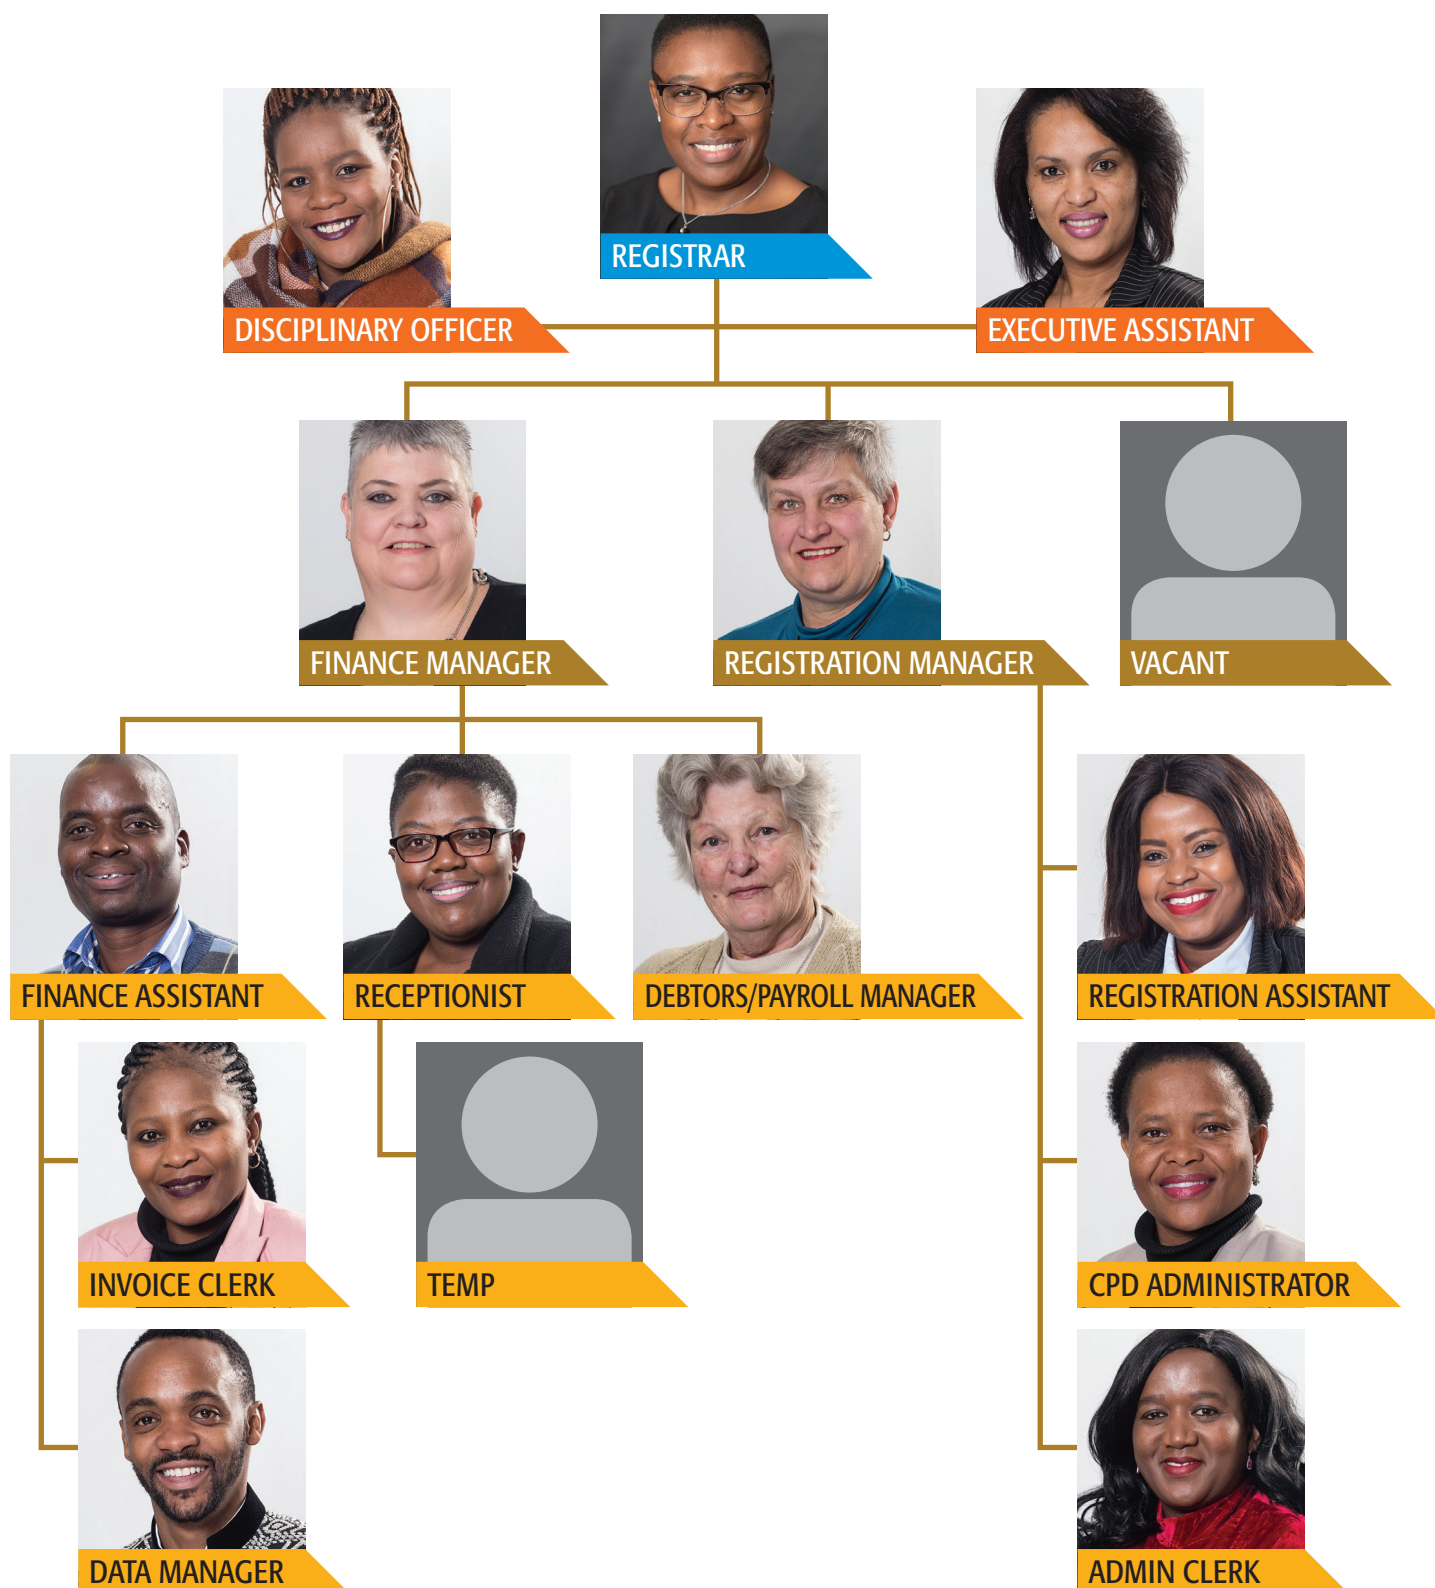 REGISTRAR
DISCIPLINARY OFFICER
EXECUTIVE ASSISTANT
FINANCE MANAGER
REGISTRATION MANAGER
VACANT
FINANCE ASSISTANT
RECEPTIONIST
DEBTORS/PAYROLL MANAGER
REGISTRATION ASSISTANT
INVOICE CLERK
TEMP
CPD ADMINISTRATOR
DATA MANAGER
ADMIN CLERK